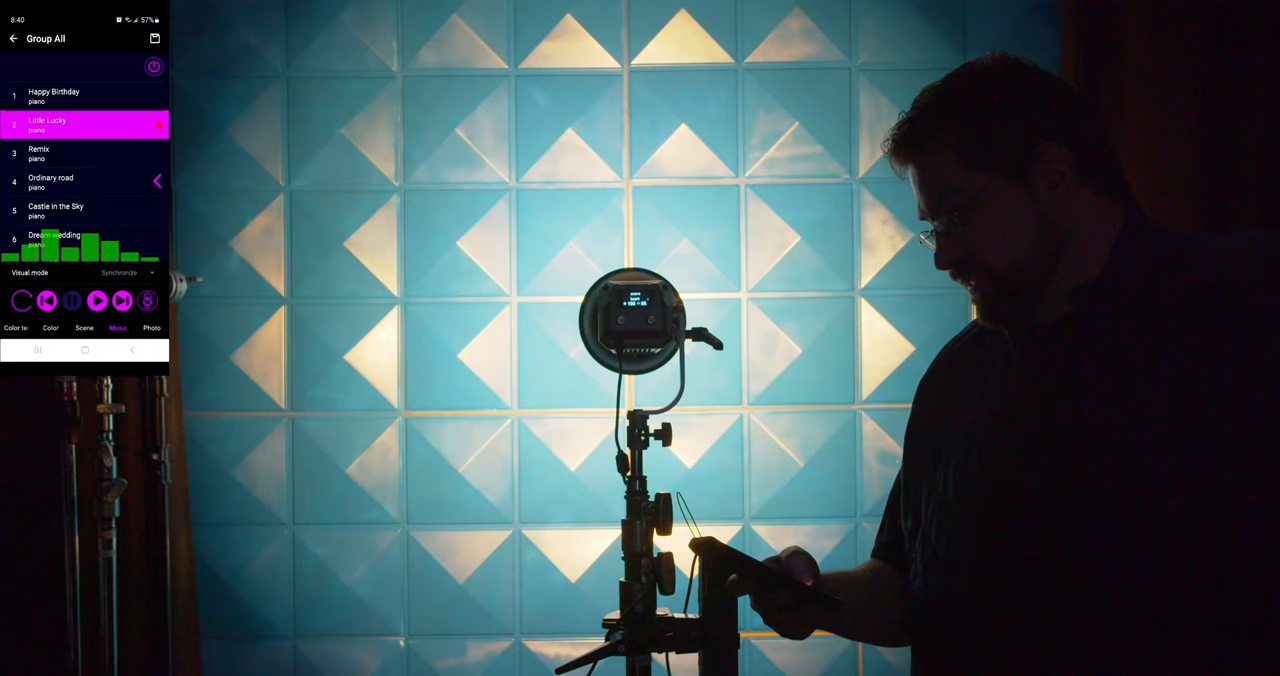 8:40
57%
Group All
1
Happy Birthday
piano
2
Little Lucky
piano
3
Remix
piano
4
Ordinary road
piano
5
Castle in the Sky
piano
6
Dream wedding
piano
Visual mode
Synchronize
Color te
Color
Scene
Music
Photo